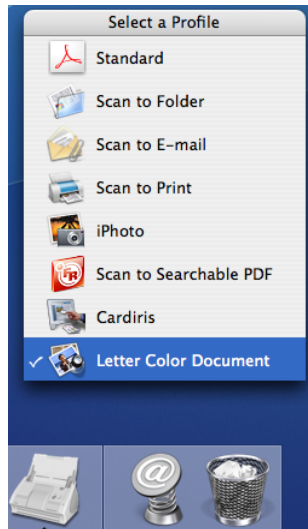 Select a Profile
Standard
Scan to Folder
Scan to E-mail
Scan to Print
iPhoto
Scan to Searchable PDF
Cardiris
Letter Color Document
@